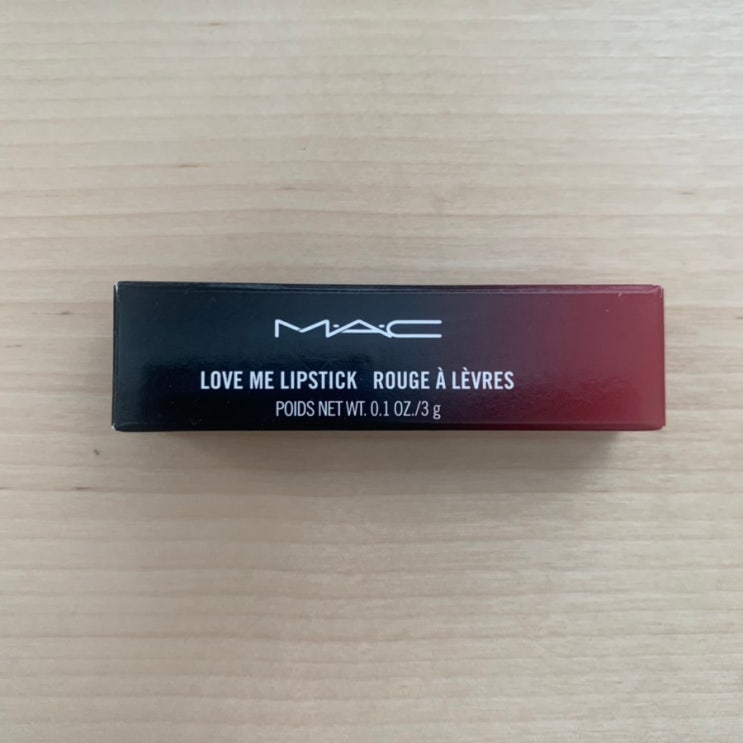 M·A·C
LOVE ME LIPSTICK ROUGE À LÈVRES
POIDS NET WT. 0.1 OZ./3 g